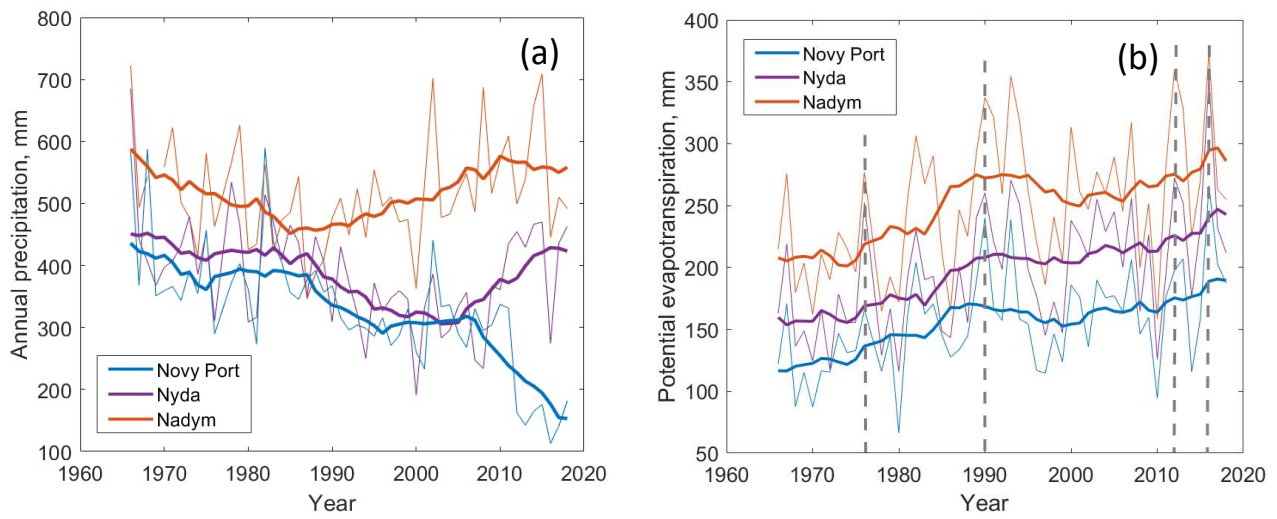 (a)
Annual precipitation, mm
800
700
600
500
400
300
200
100
Novy Port
Nyda
Nadym
1960
1970
1980
1990
2000
2010
2020
Year
(b)
Potential evapotranspiration, mm
400
350
300
250
200
150
100
50
Novy Port
Nyda
Nadym
1960
1970
1980
1990
2000
2010
2020
Year